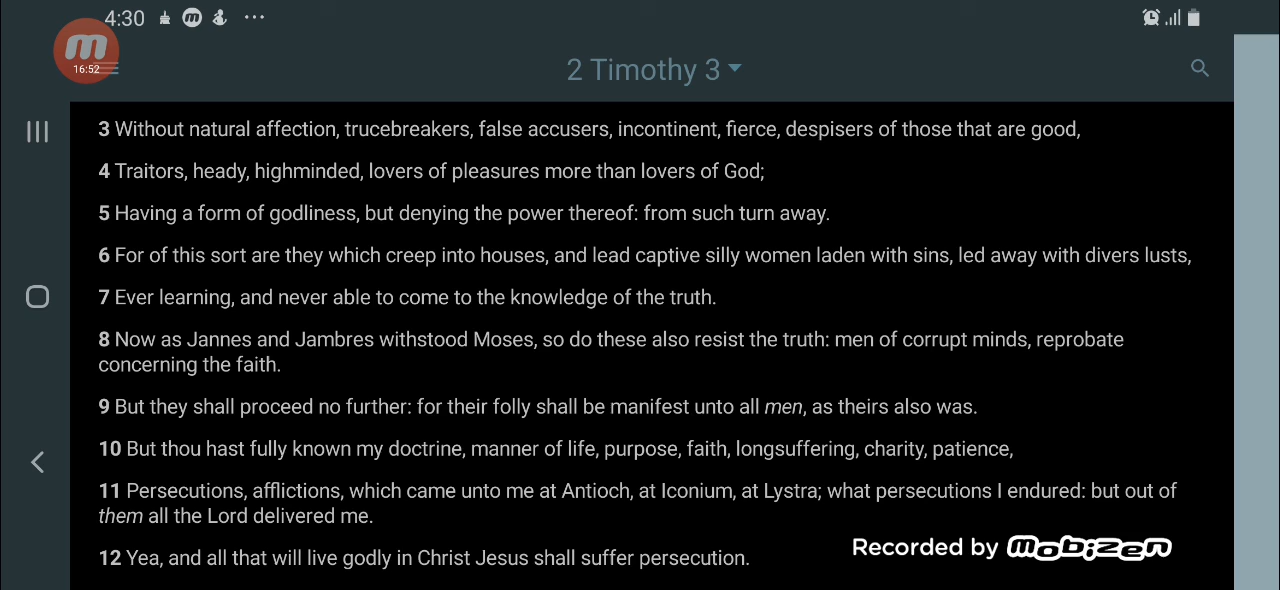 4:30 m ...
m
16:52
2 Timothy 3
3 Without natural affection, trucebreakers, false accusers, incontinent, fierce, despisers of those that are good,
4 Traitors, heady, highminded, lovers of pleasures more than lovers of God;
5 Having a form of godliness, but denying the power thereof: from such turn away.
6 For of this sort are they which creep into houses, and lead captive silly women laden with sins, led away with divers lusts,
7 Ever learning, and never able to come to the knowledge of the truth.
8 Now as Jannes and Jambres withstood Moses, so do these also resist the truth: men of corrupt minds, reprobate
concerning the faith.
9 But they shall proceed no further: for their folly shall be manifest unto all men, as theirs also was.
10 But thou hast fully known my doctrine, manner of life, purpose, faith, longsuffering, charity, patience,
11 Persecutions, afflictions, which came unto me at Antioch, at Iconium, at Lystra; what persecutions I endured: but out of
them all the Lord delivered me.
12 Yea, and all that will live godly in Christ Jesus shall suffer persecution.
Recorded by mobizen